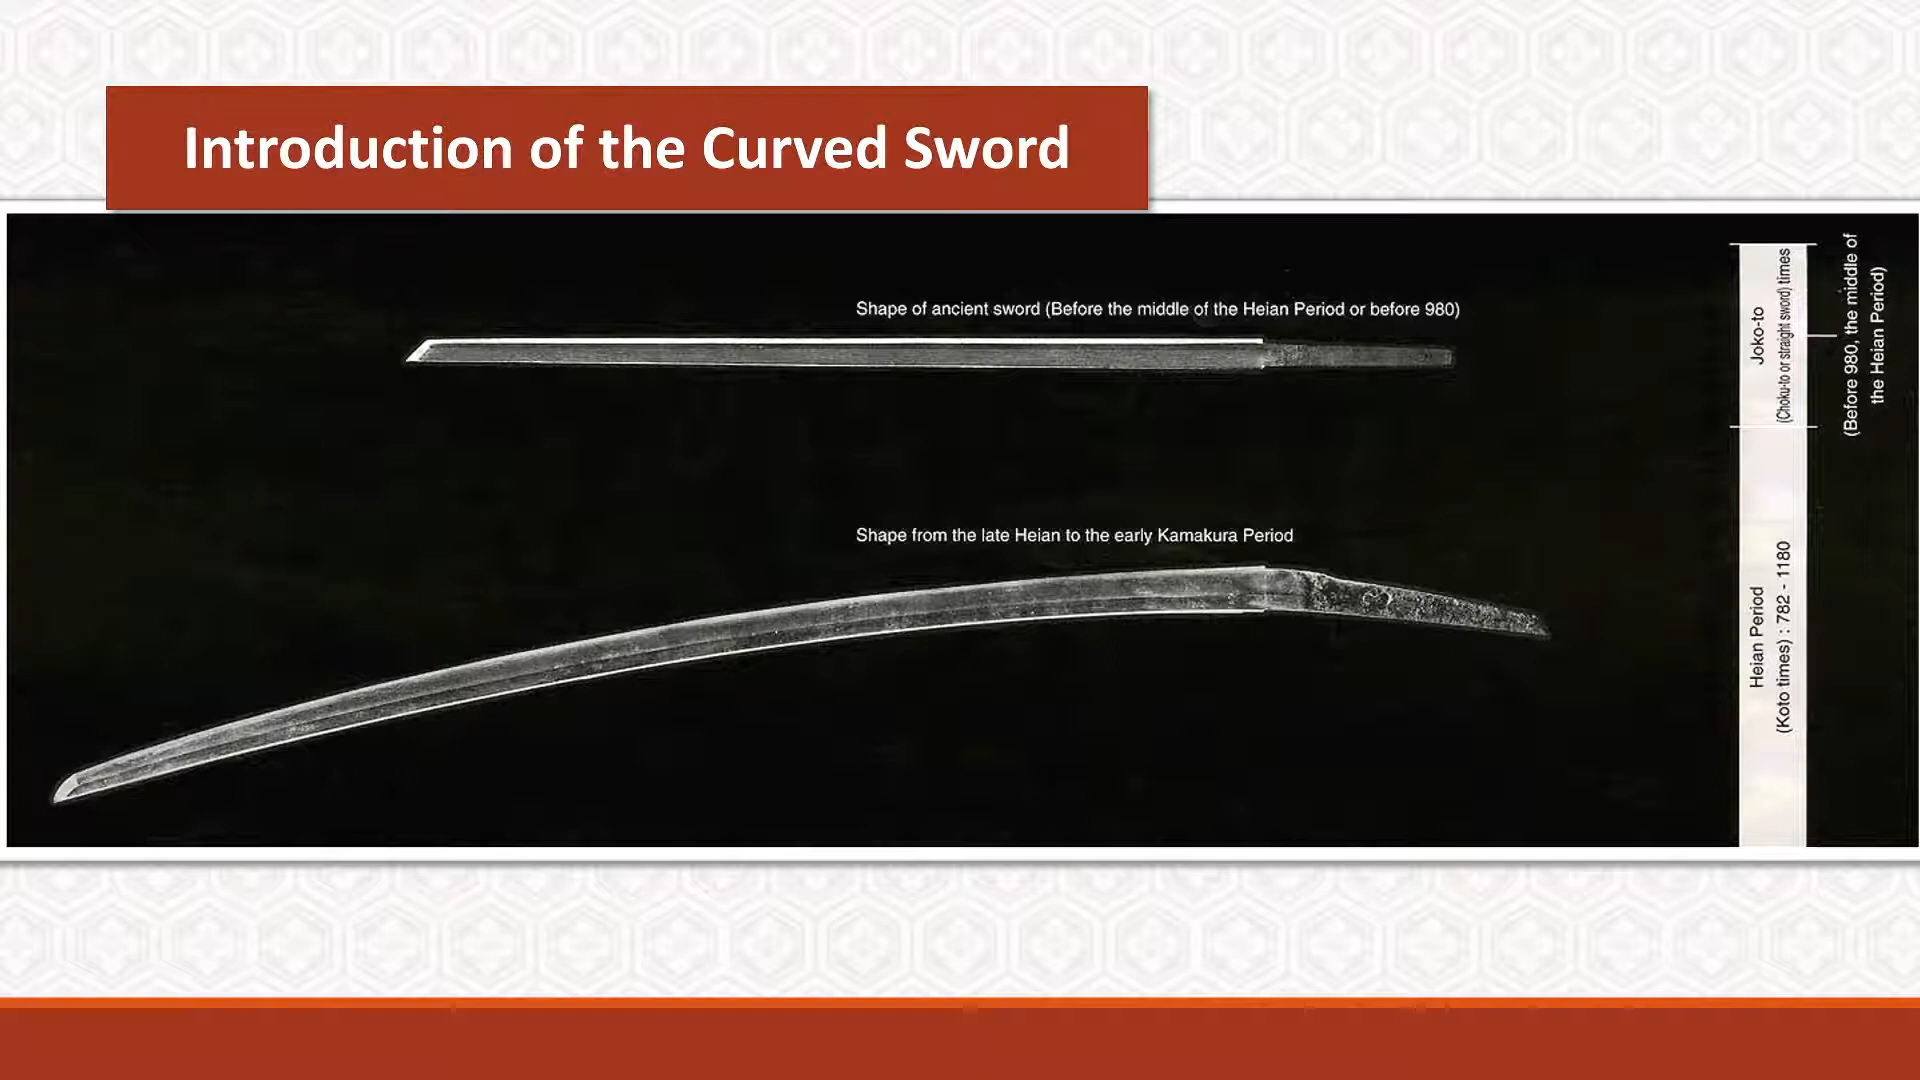 Introduction of the Curved Sword
Shape of ancient sword (Before the middle of the Heian Period or before 980)
Shape from the late Heian to the early Kamakura Period
Joko-to
(Choku-to or straight sword) times
(Before 980, the middle of
the Heian Period)
Heian Period
(Koto times) : 782 - 1180